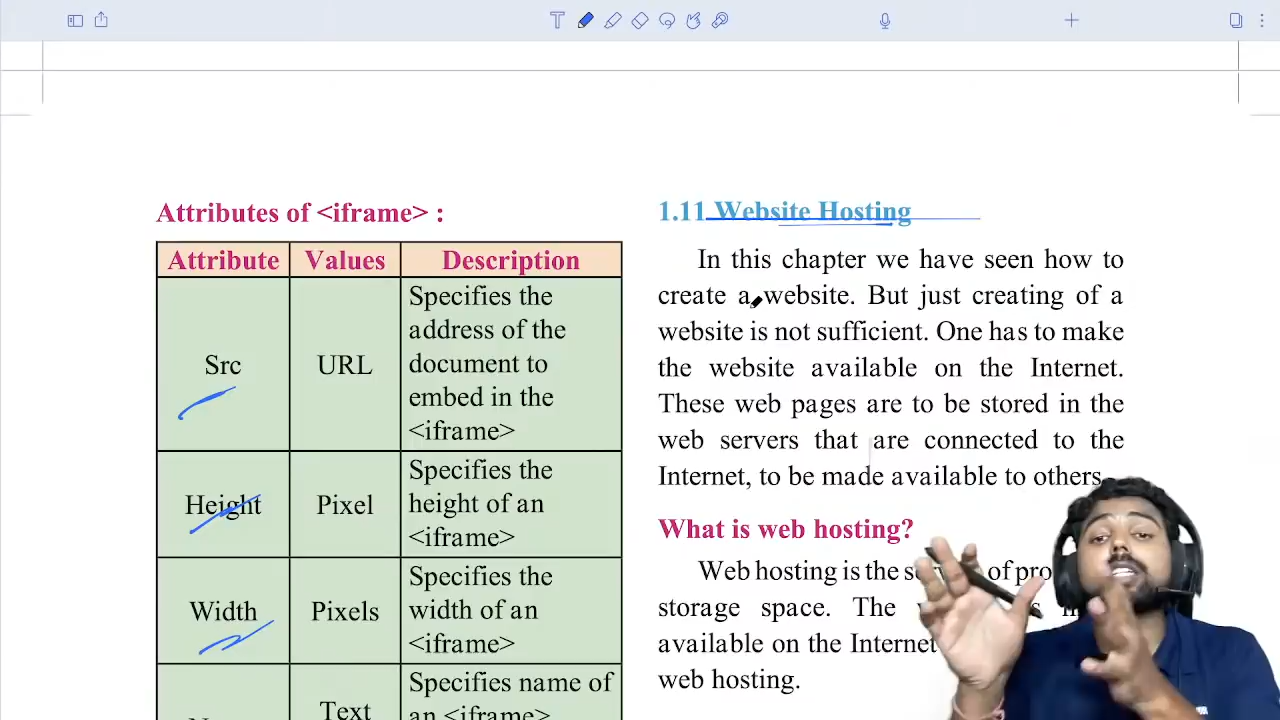 Attributes of <iframe> :
Attribute Values Description
Src URL Specifies the
address of the
document to
embed in the
<iframe>
Height Pixel Specifies the
height of an
<iframe>
Width Pixels Specifies the
width of an
<iframe>
Text Specifies name of
an <iframe>
1.11 Website Hosting
In this chapter we have seen how to
create a website. But just creating of a
website is not sufficient. One has to make
the website available on the Internet.
These web pages are to be stored in the
web servers that are connected to the
Internet, to be made available to others.
What is web hosting?
Web hosting is the of
storage space. The
available on the Internet
web hosting.